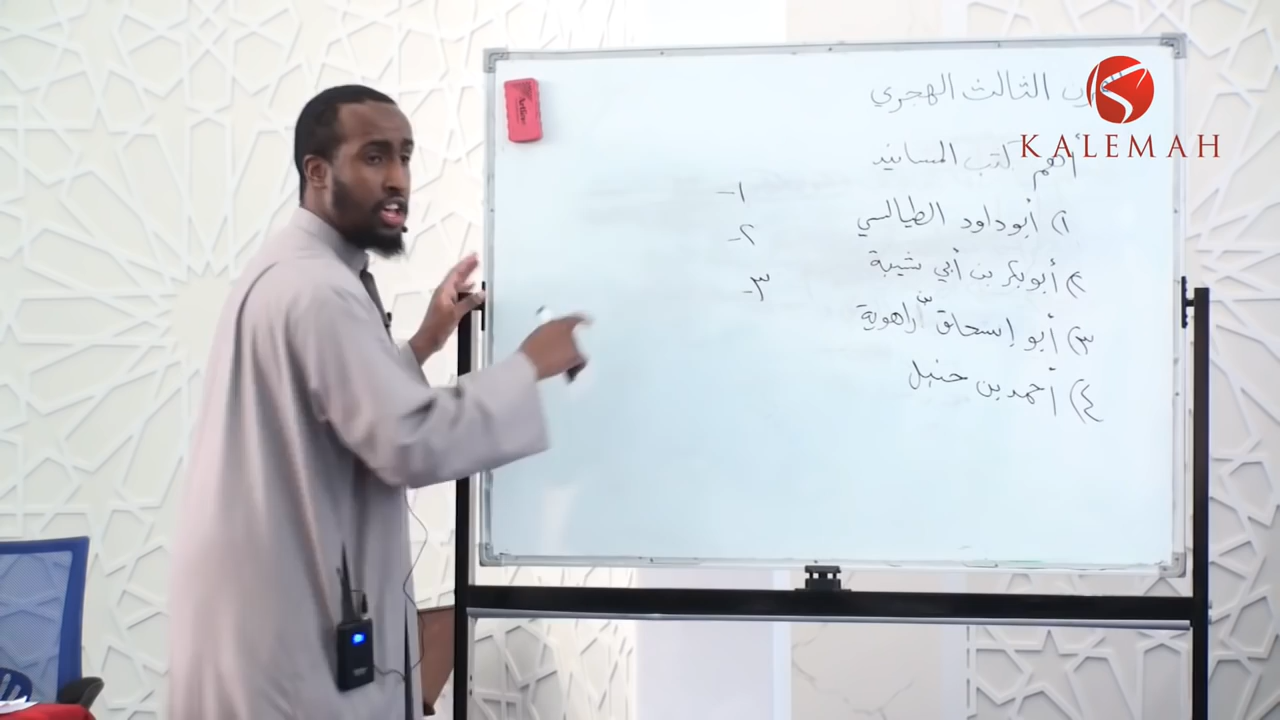 الثالث الهجري
أهم كتب المسانيد
١) أبو داود الطيالسي
٢) أبو بكر بن أبي شيبة
٣) أبو إسحاق راهوية
٤) أحمد بن حنبل
١-
٢-
٣-
KALEMAH
Artline